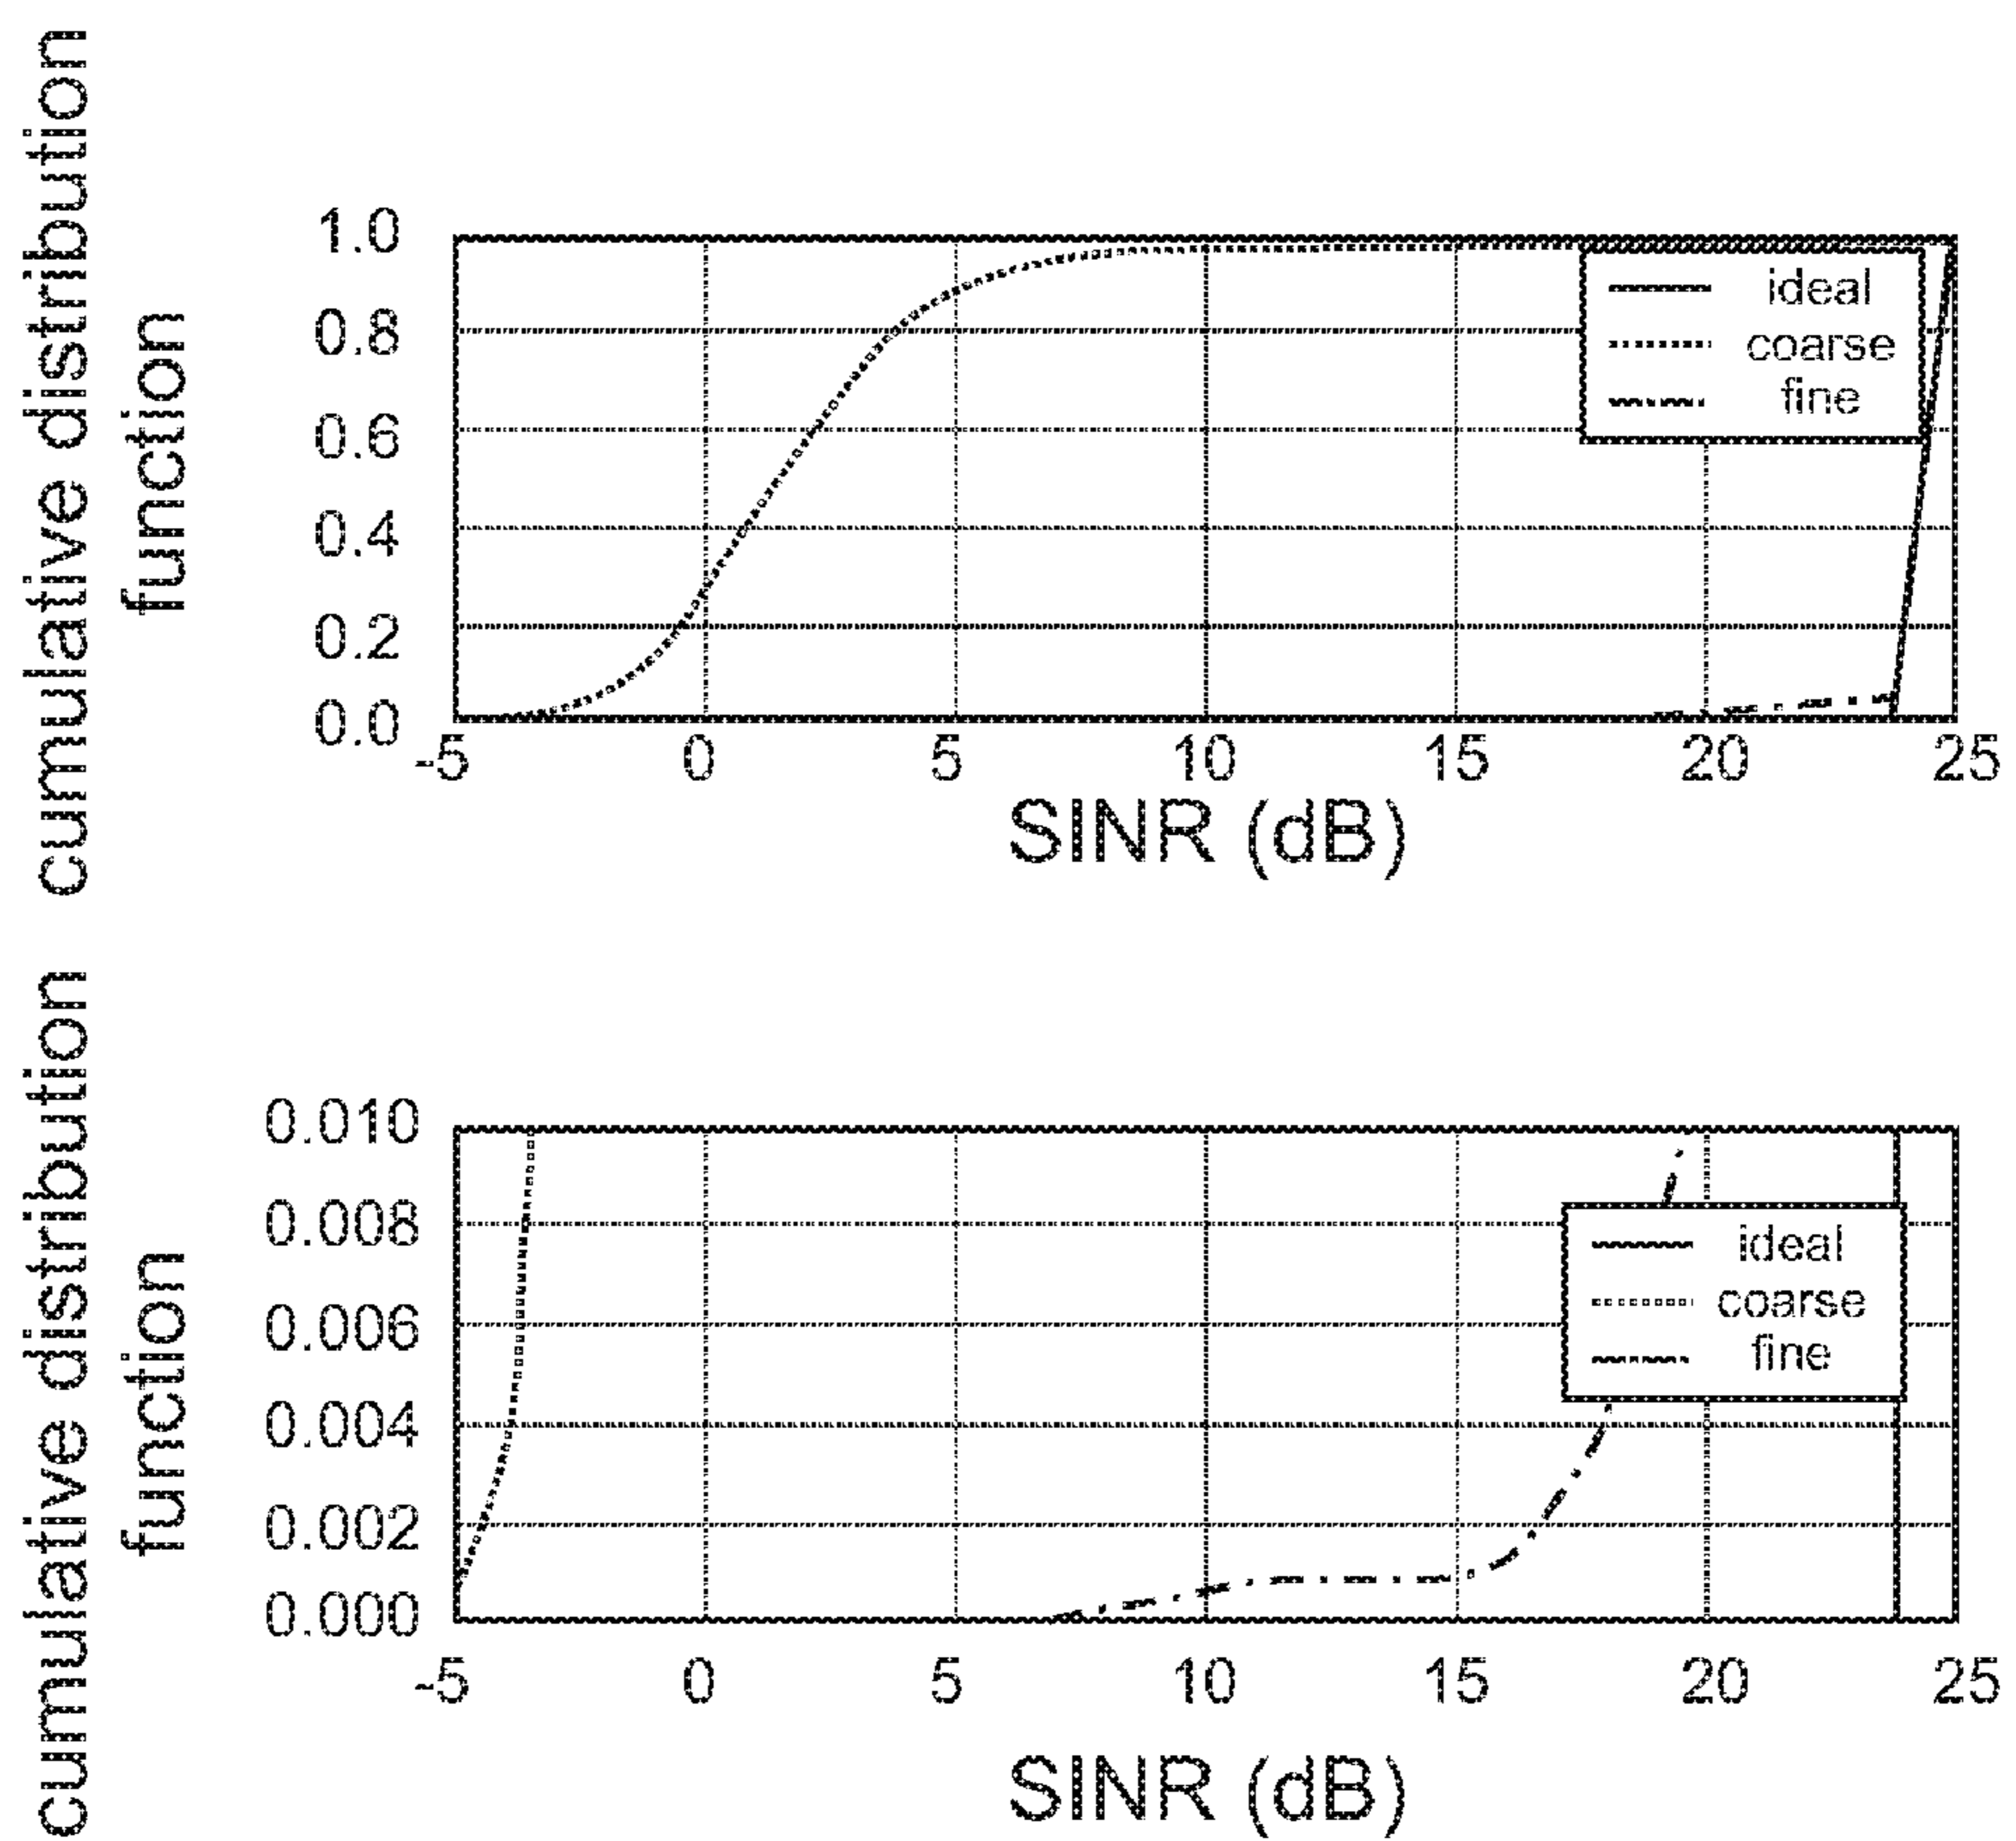 cumulative distribution
function
1.0
0.8
0.6
0.4
0.2
0.0
-5 0 5 10 15 20 25
SINR (dB)
ideal
coarse
fine
cumulative distribution
function
0.010
0.008
0.006
0.004
0.002
0.000
-5 0 5 10 15 20 25
SINR (dB)
ideal
coarse
fine